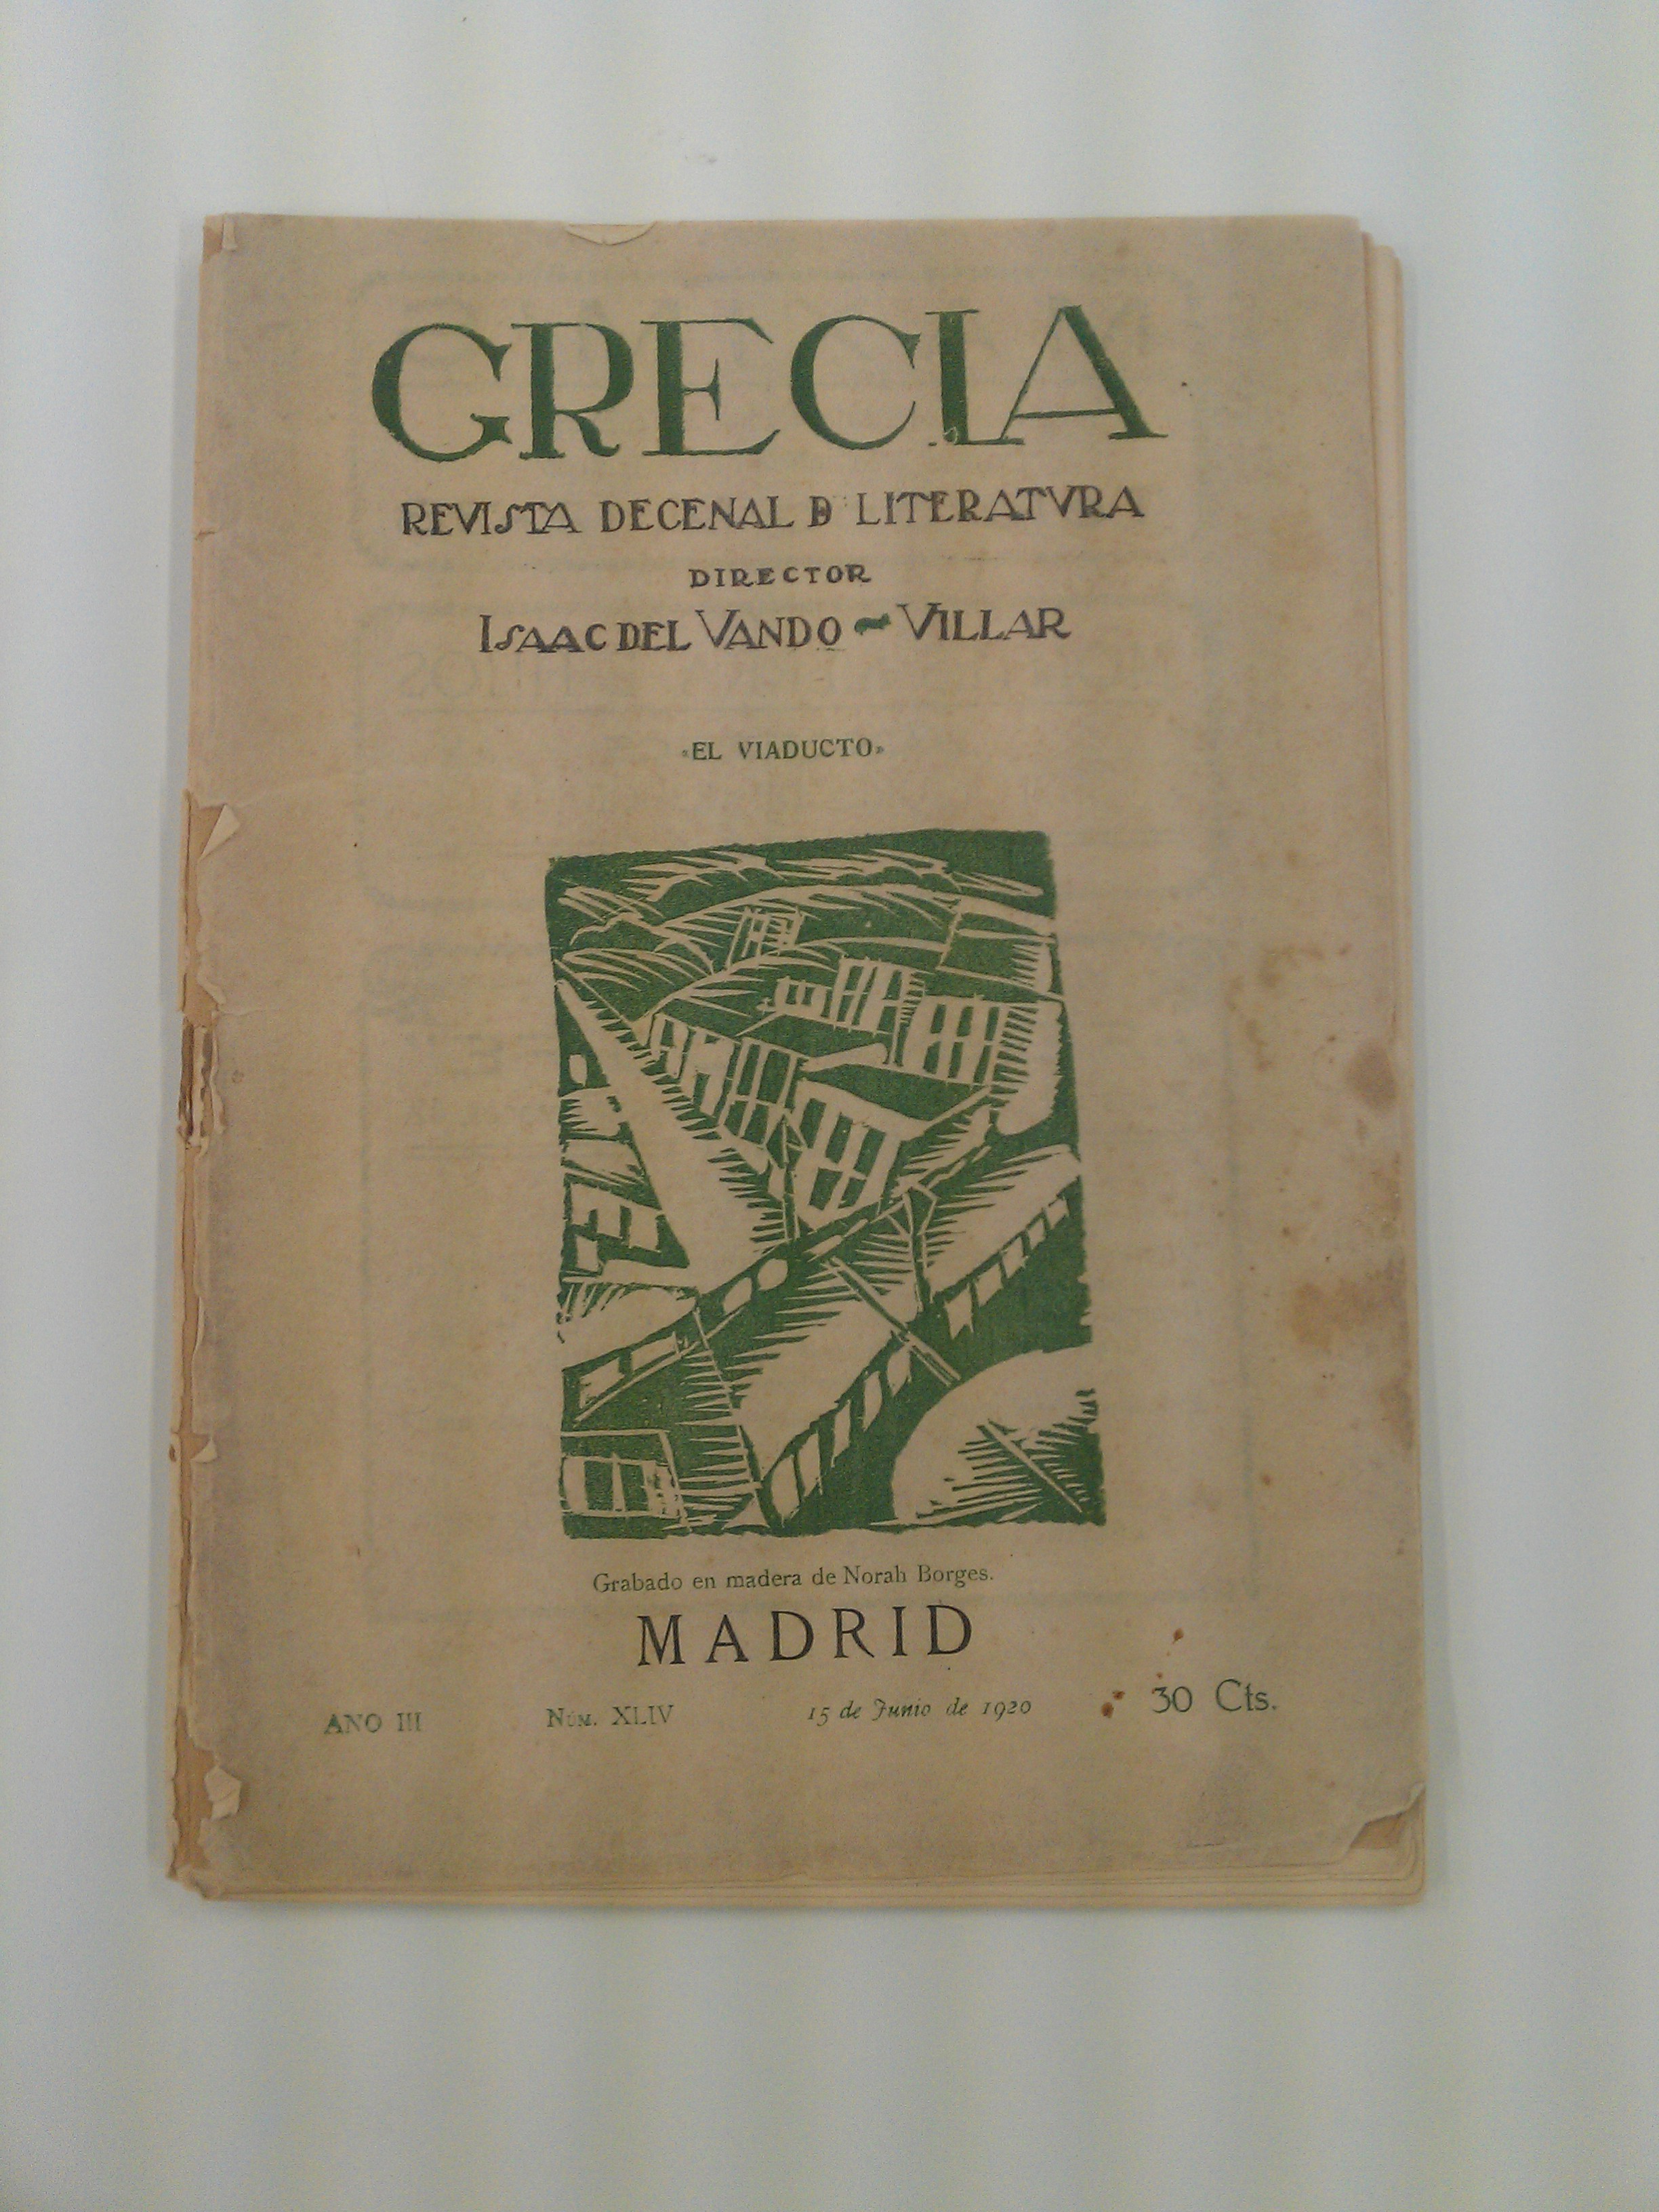 GRECIA
REVISTA DECENAL DE LITERATVRA
DIRECTOR
ISAAC DEL VANDO-VILLAR
«EL VIADUCTO»
Grabado en madera de Norah Borges.
MADRID
AÑO III NÚM. XLIV 15 de Junio de 1920 30 Cts.